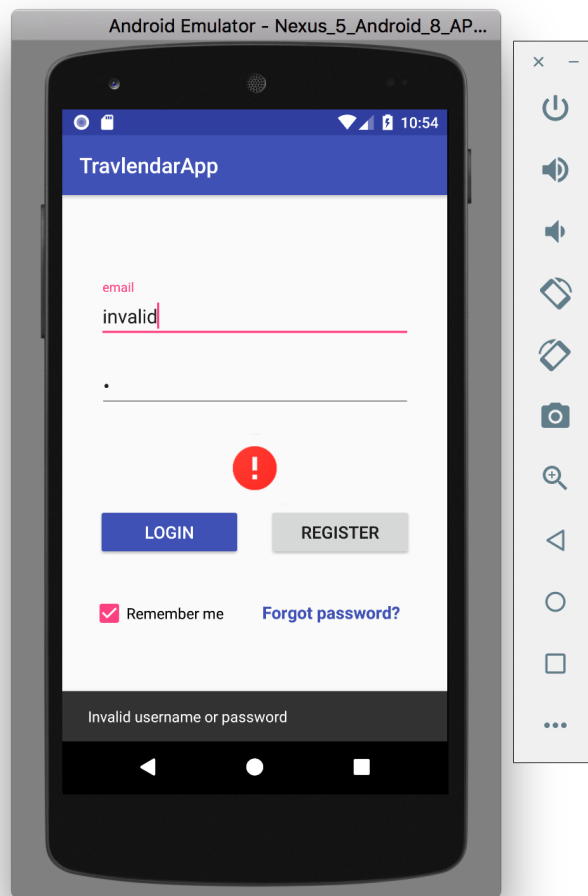 Android Emulator - Nexus_5_Android_8_AP...
10:54
TravlendarApp
email
invalid
LOGIN
REGISTER
Remember me
Forgot password?
Invalid username or password